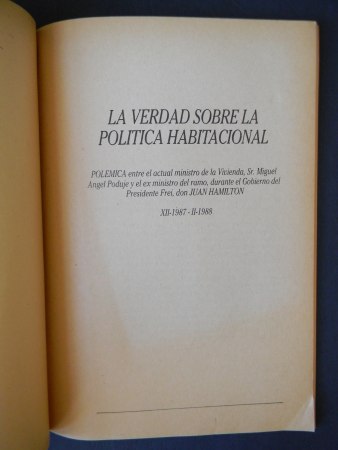 LA VERDAD SOBRE LA
POLITICA HABITACIONAL
POLEMICA entre el actual ministro de la Vivienda, Sr. Miguel
Angel Poduje y el ex ministro del ramo, durante el Gobierno del
Presidente Frei, don JUAN HAMILTON
XII-1987 - II-1988